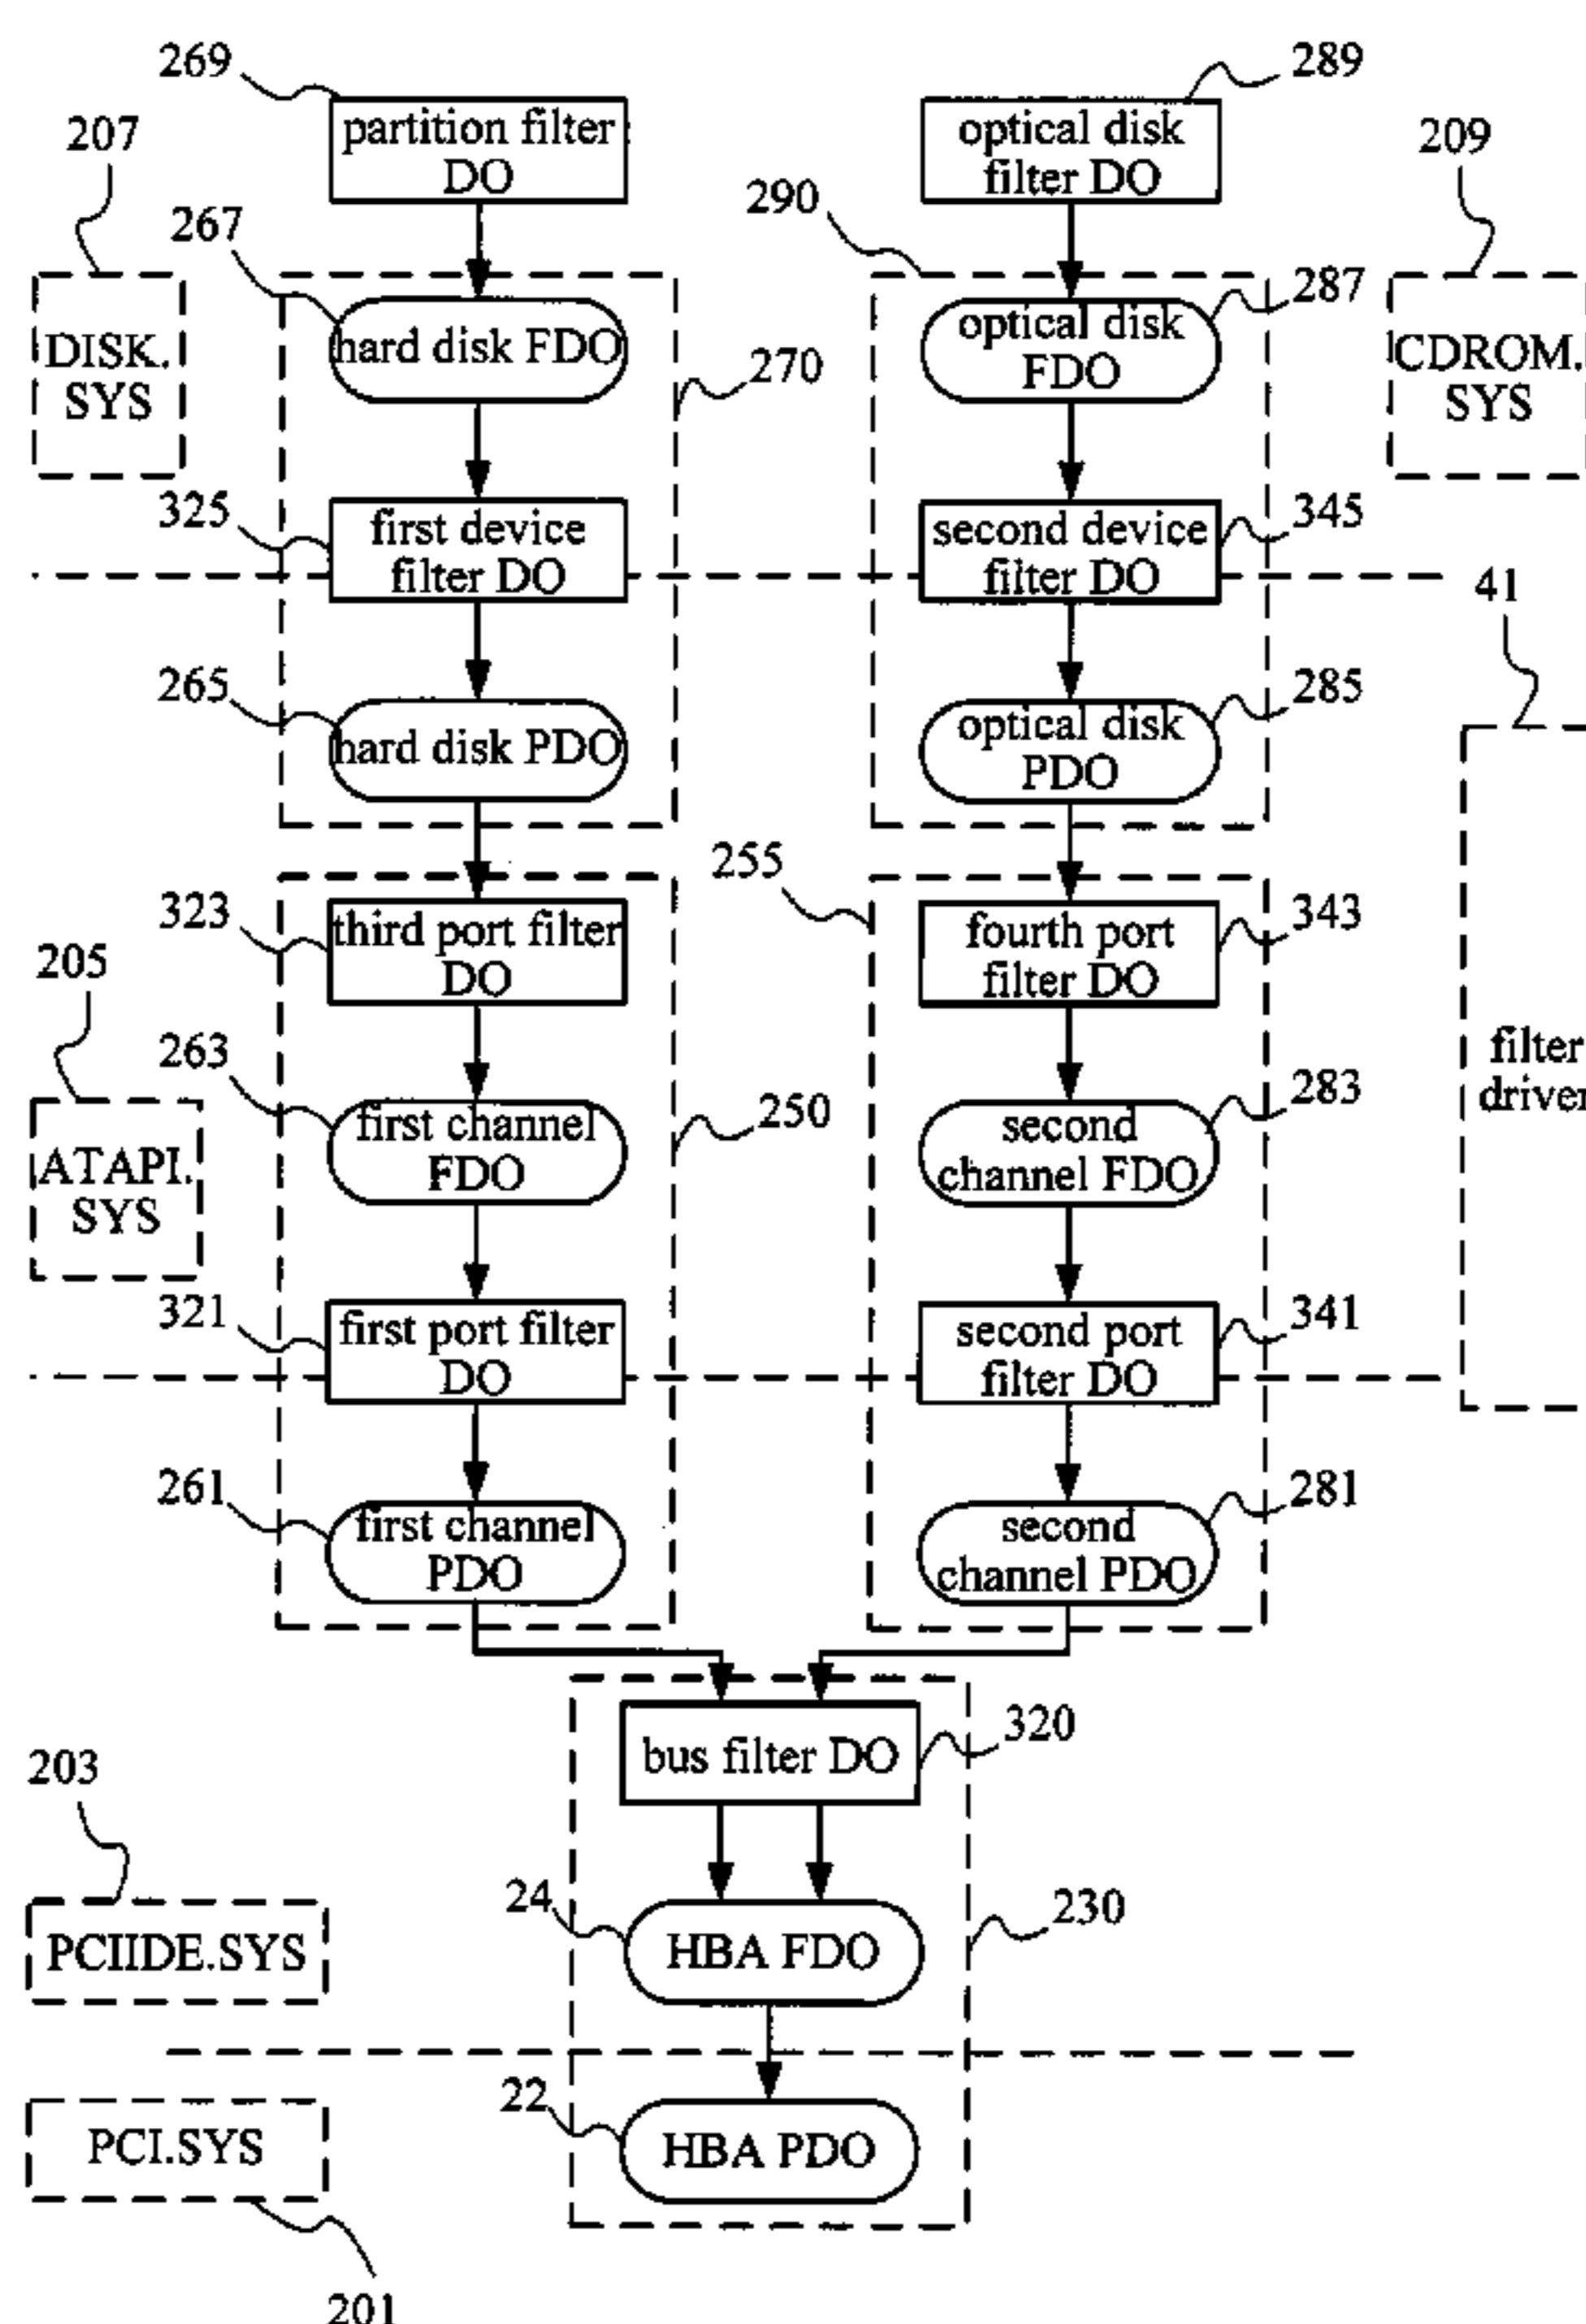 269
289
partition filter
DO
optical disk
filter DO
207
209
290
267
287
hard disk FDO
optical disk
FDO
DISK.
SYS
CDROM.
SYS
270
325
first device
filter DO
second device
filter DO
345
41
265
hard disk PDO
optical disk
PDO
285
255
323
third port filter
DO
fourth port
filter DO
343
205
263
first channel
FDO
250
second
channel FDO
283
filter
driver
ATAPI.
SYS
321
first port filter
DO
second port
filter DO
341
261
first channel
PDO
second
channel PDO
281
320
bus filter DO
203
24
230
PCIIDE.SYS
HBA FDO
22
PCI.SYS
HBA PDO
201